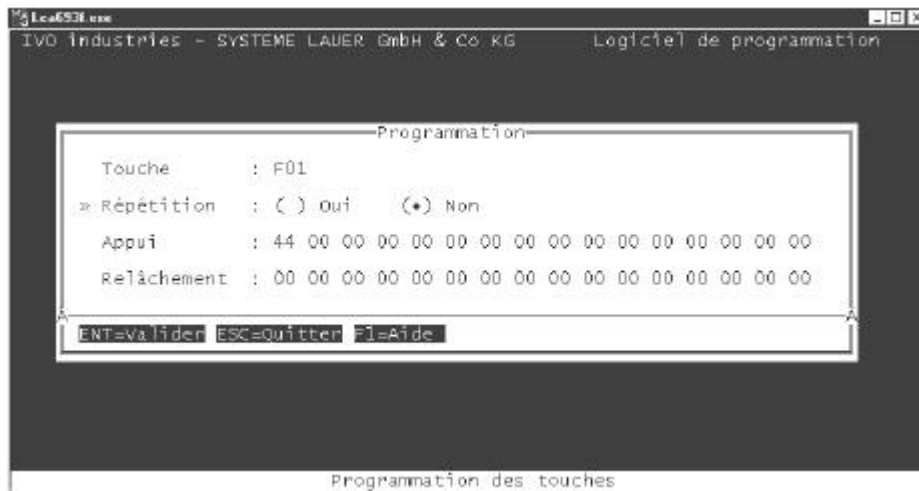 Lca693f.exe
IVO industries - SYSTEME LAUER GmbH & Co KG Logiciel de programmation
Programmation
Touche : F01
» Répétition : ( ) Oui (•) Non
Appui : 44 00 00 00 00 00 00 00 00 00 00 00 00 00 00 00
Relâchement : 00 00 00 00 00 00 00 00 00 00 00 00 00 00 00 00
ENT=Valider ESC=Quitter F1=Aide
Programmation des touches